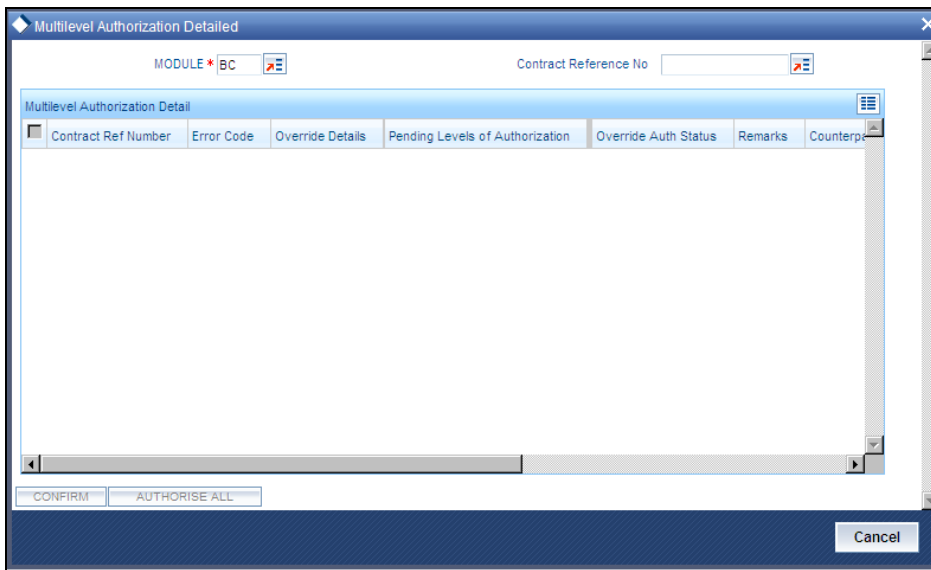 Multilevel Authorization Detailed
MODULE * BC Contract Reference No
Multilevel Authorization Detail
Contract Ref Number Error Code Override Details Pending Levels of Authorization Override Auth Status Remarks Counterpa
CONFIRM AUTHORISE ALL
Cancel